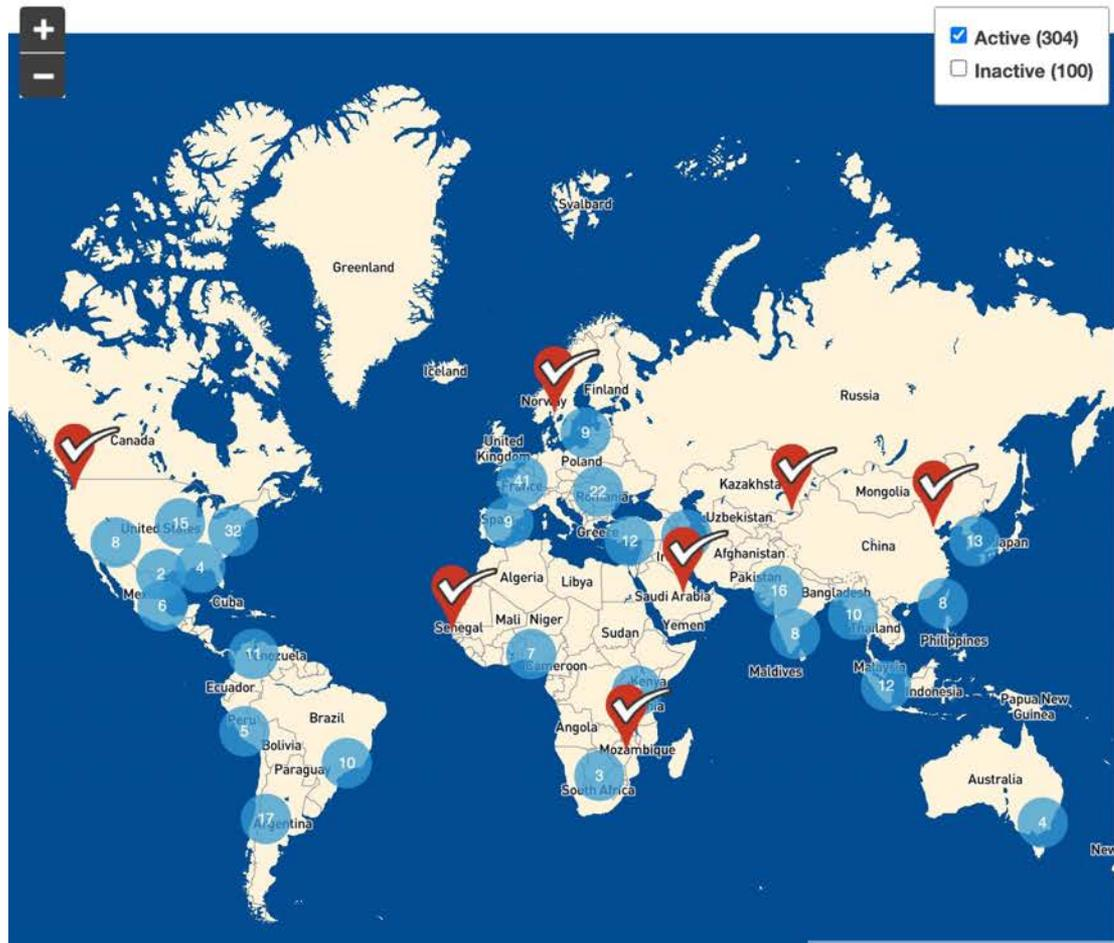 +
−
Active (304)
Inactive (100)
Svalbard
Greenland
Iceland
Norway
Finland
Russia
Canada
United
Kingdom
9
Poland
41
France
22
Romania
Kazakhsta
Mongolia
United States
15
32
8
9
Greece
12
Uzbekistan
Afghanistan
China
13
Japan
2
4
6
Cuba
Algeria
Libya
Pakistan
16
Bangladesh
Saudi Arabia
Senegal
Mali
Niger
Sudan
Yemen
8
10
Thailand
8
Philippines
11
Venezuela
7
Cameroon
Maldives
Malaysia
12
Indonesia
Ecuador
Kenya
Papua New
Guinea
Peru
5
Brazil
Angola
Bolivia
Mozambique
Paraguay
10
3
South Africa
Australia
17
Argentina
4
New